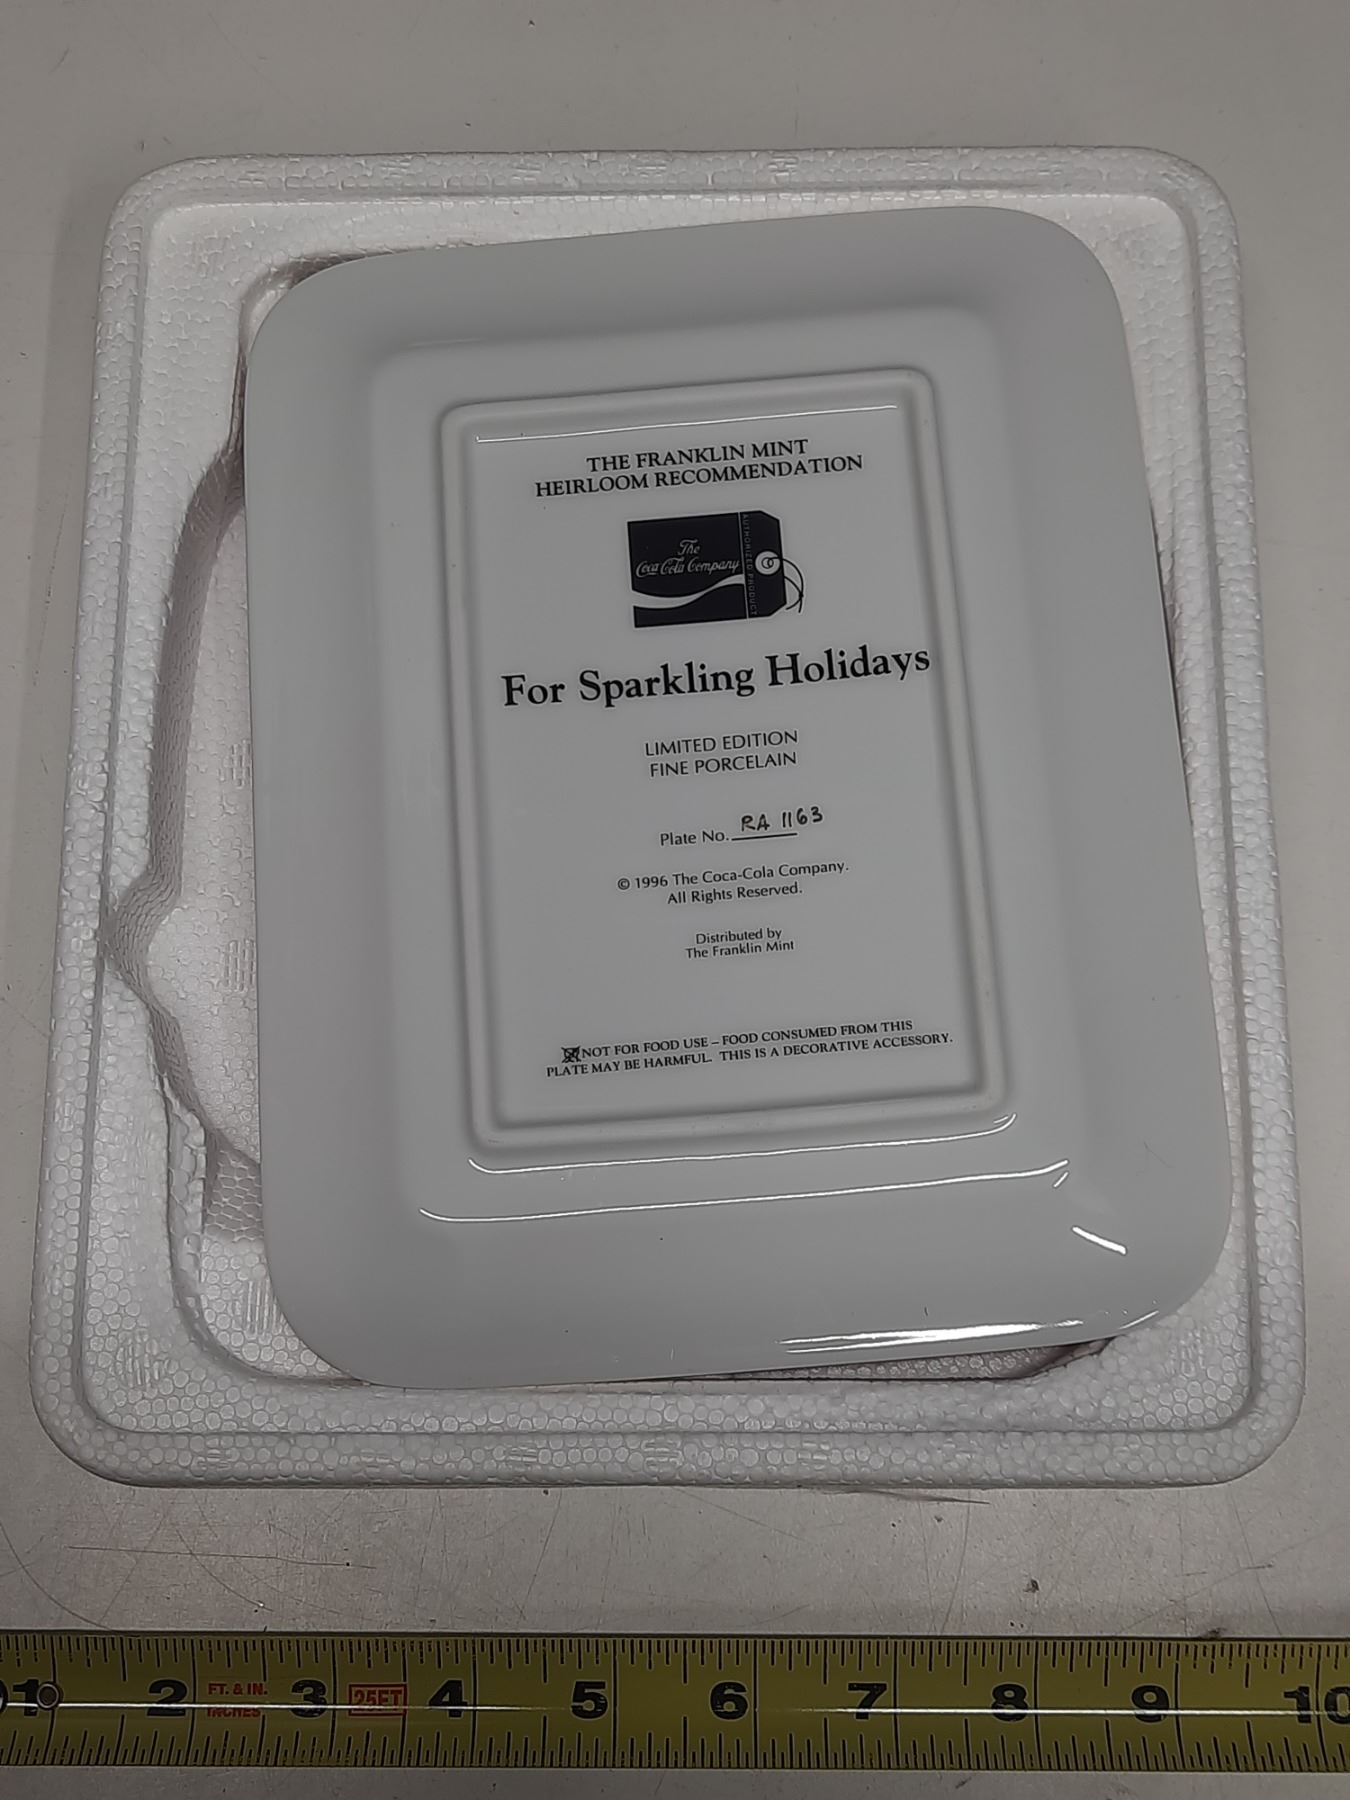 THE FRANKLIN MINT
HEIRLOOM RECOMMENDATION
The
Coca-Cola Company
AUTHORIZED PRODUCT
For Sparkling Holidays
LIMITED EDITION
FINE PORCELAIN
Plate No. RA 1163
© 1996 The Coca-Cola Company.
All Rights Reserved.
Distributed by
The Franklin Mint
NOT FOR FOOD USE – FOOD CONSUMED FROM THIS
PLATE MAY BE HARMFUL. THIS IS A DECORATIVE ACCESSORY.
1 2 FT. & IN. 3 25FT 4 5 6 7 8 9 10
INCHES